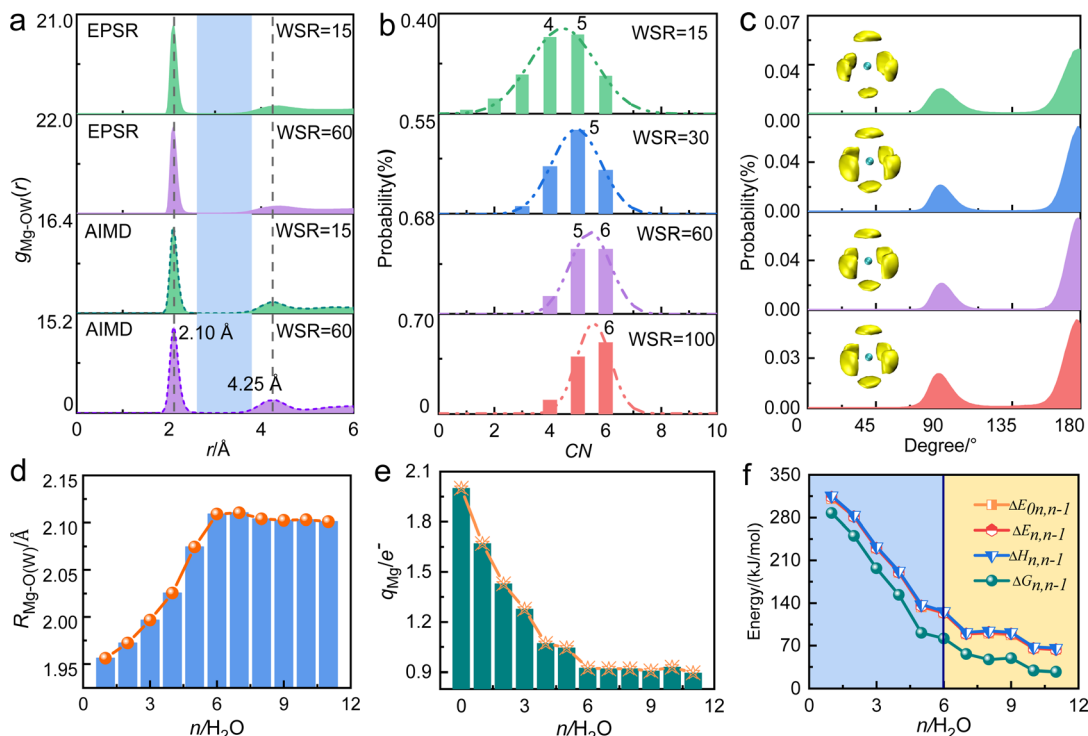 a
g Mg-OW(r)
21.0
EPSR
WSR=15
22.0
EPSR
WSR=60
16.4
AIMD
WSR=15
15.2
AIMD
WSR=60
2.10 Å
4.25 Å
0
0 2 4 6
r/Å
b
Probability(%)
0.40
4 5
WSR=15
0.55
5
WSR=30
0.68
5 6
WSR=60
0.70
6
WSR=100
0.00
0 2 4 6 8 10
CN
c
Probability(%)
0.07
0.04
0.00
0.04
0.00
0.04
0.00
0.03
0.00
0 45 90 135 180
Degree/°
d
R Mg-O(W)/Å
2.10
2.05
2.00
1.95
0 3 6 9 12
n/H2O
e
qMg/e-
2.1
1.8
1.5
1.2
0.9
0 2 4 6 8 10
n/H2O
f
Energy/(kJ/mol)
350
280
210
140
70
0
ΔE0n,n-1
ΔEn,n-1
ΔHn,n-1
ΔGn,n-1
0 3 6 9 12
n/H2O